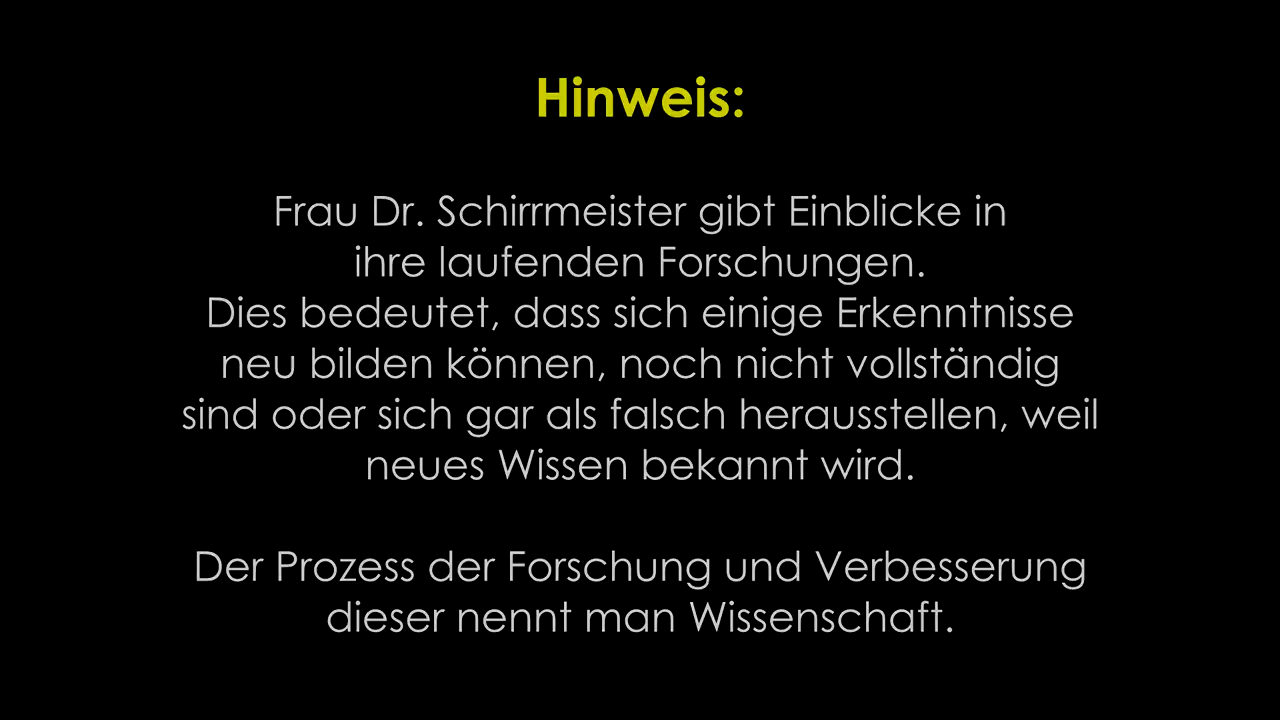 Hinweis:
Frau Dr. Schirrmeister gibt Einblicke in
ihre laufenden Forschungen.
Dies bedeutet, dass sich einige Erkenntnisse
neu bilden können, noch nicht vollständig
sind oder sich gar als falsch herausstellen, weil
neues Wissen bekannt wird.
Der Prozess der Forschung und Verbesserung
dieser nennt man Wissenschaft.